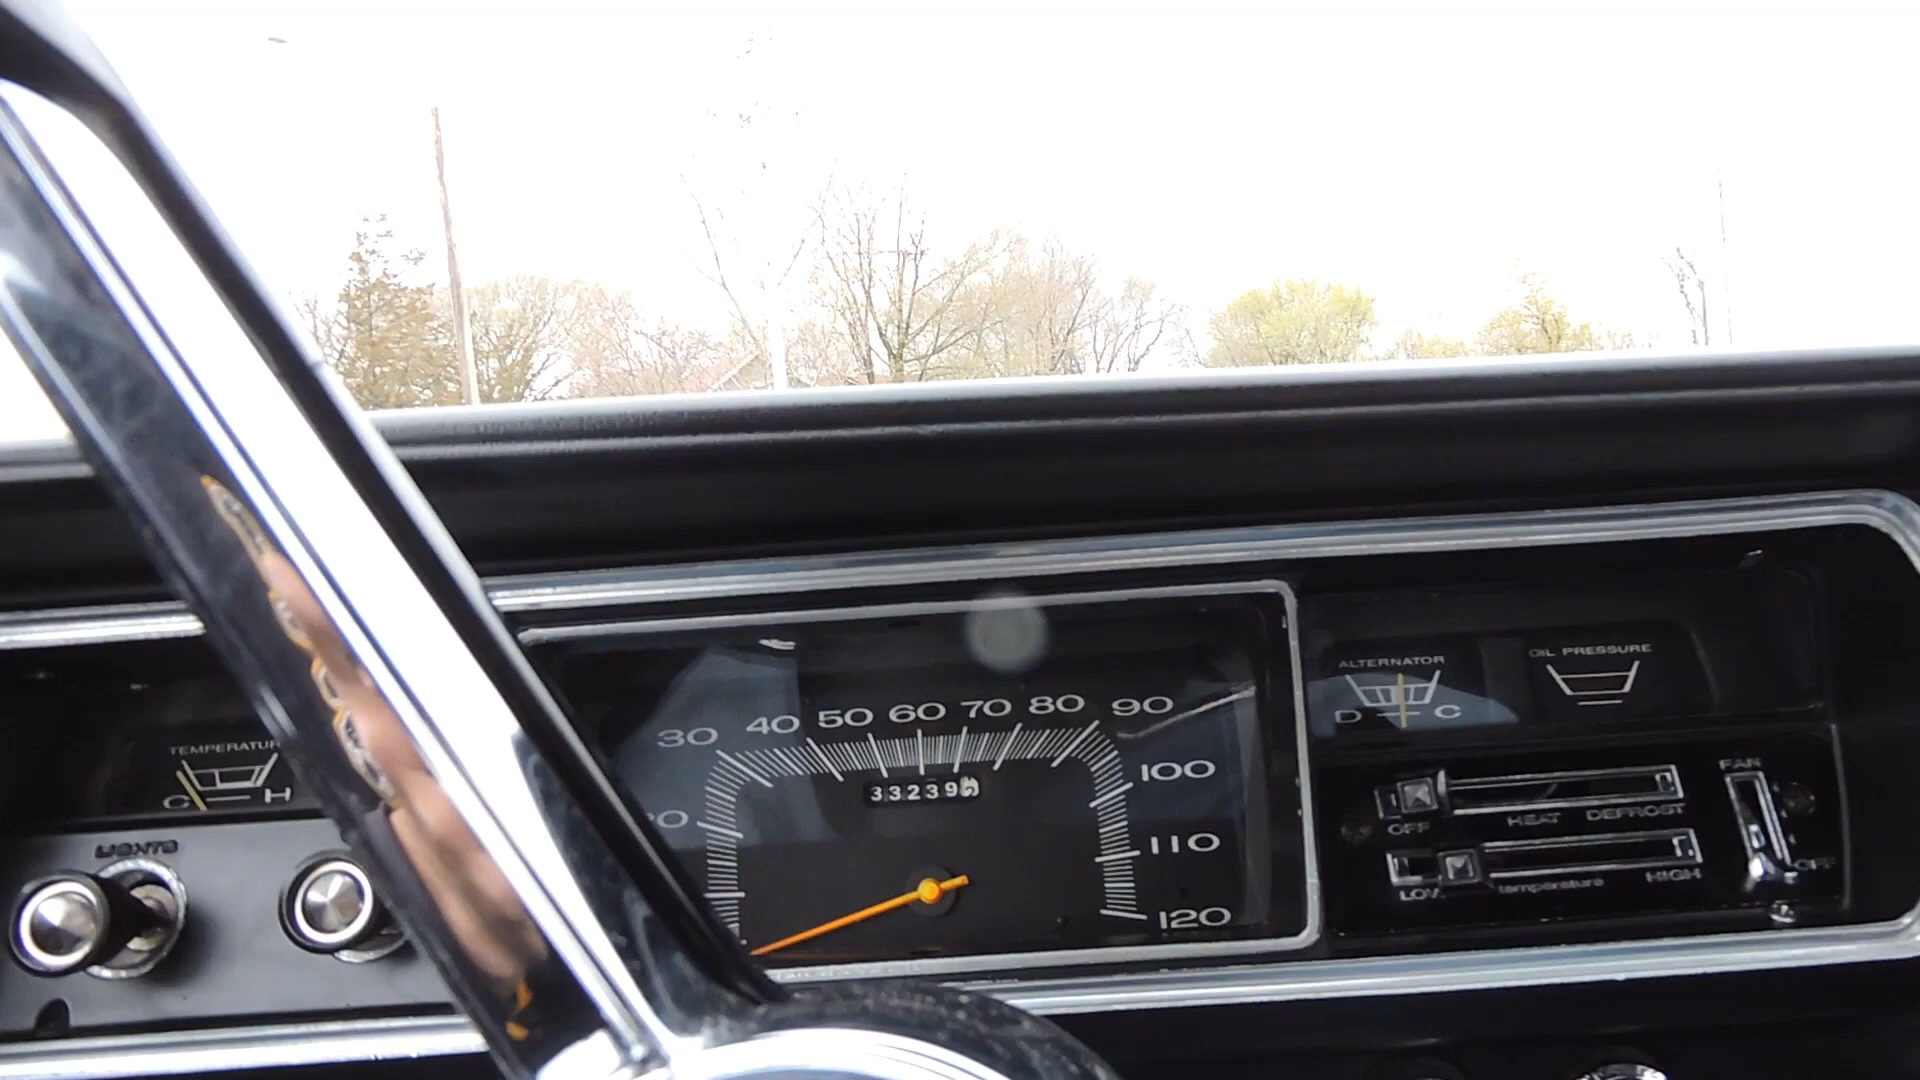 30 40 50 60 70 80 90
100
33239
110
120
TEMPERATUR
C H
LIGHTS
ALTERNATOR
D C
OIL PRESSURE
FAN
OFF HEAT DEFROST
OFF
LOW temperature HIGH